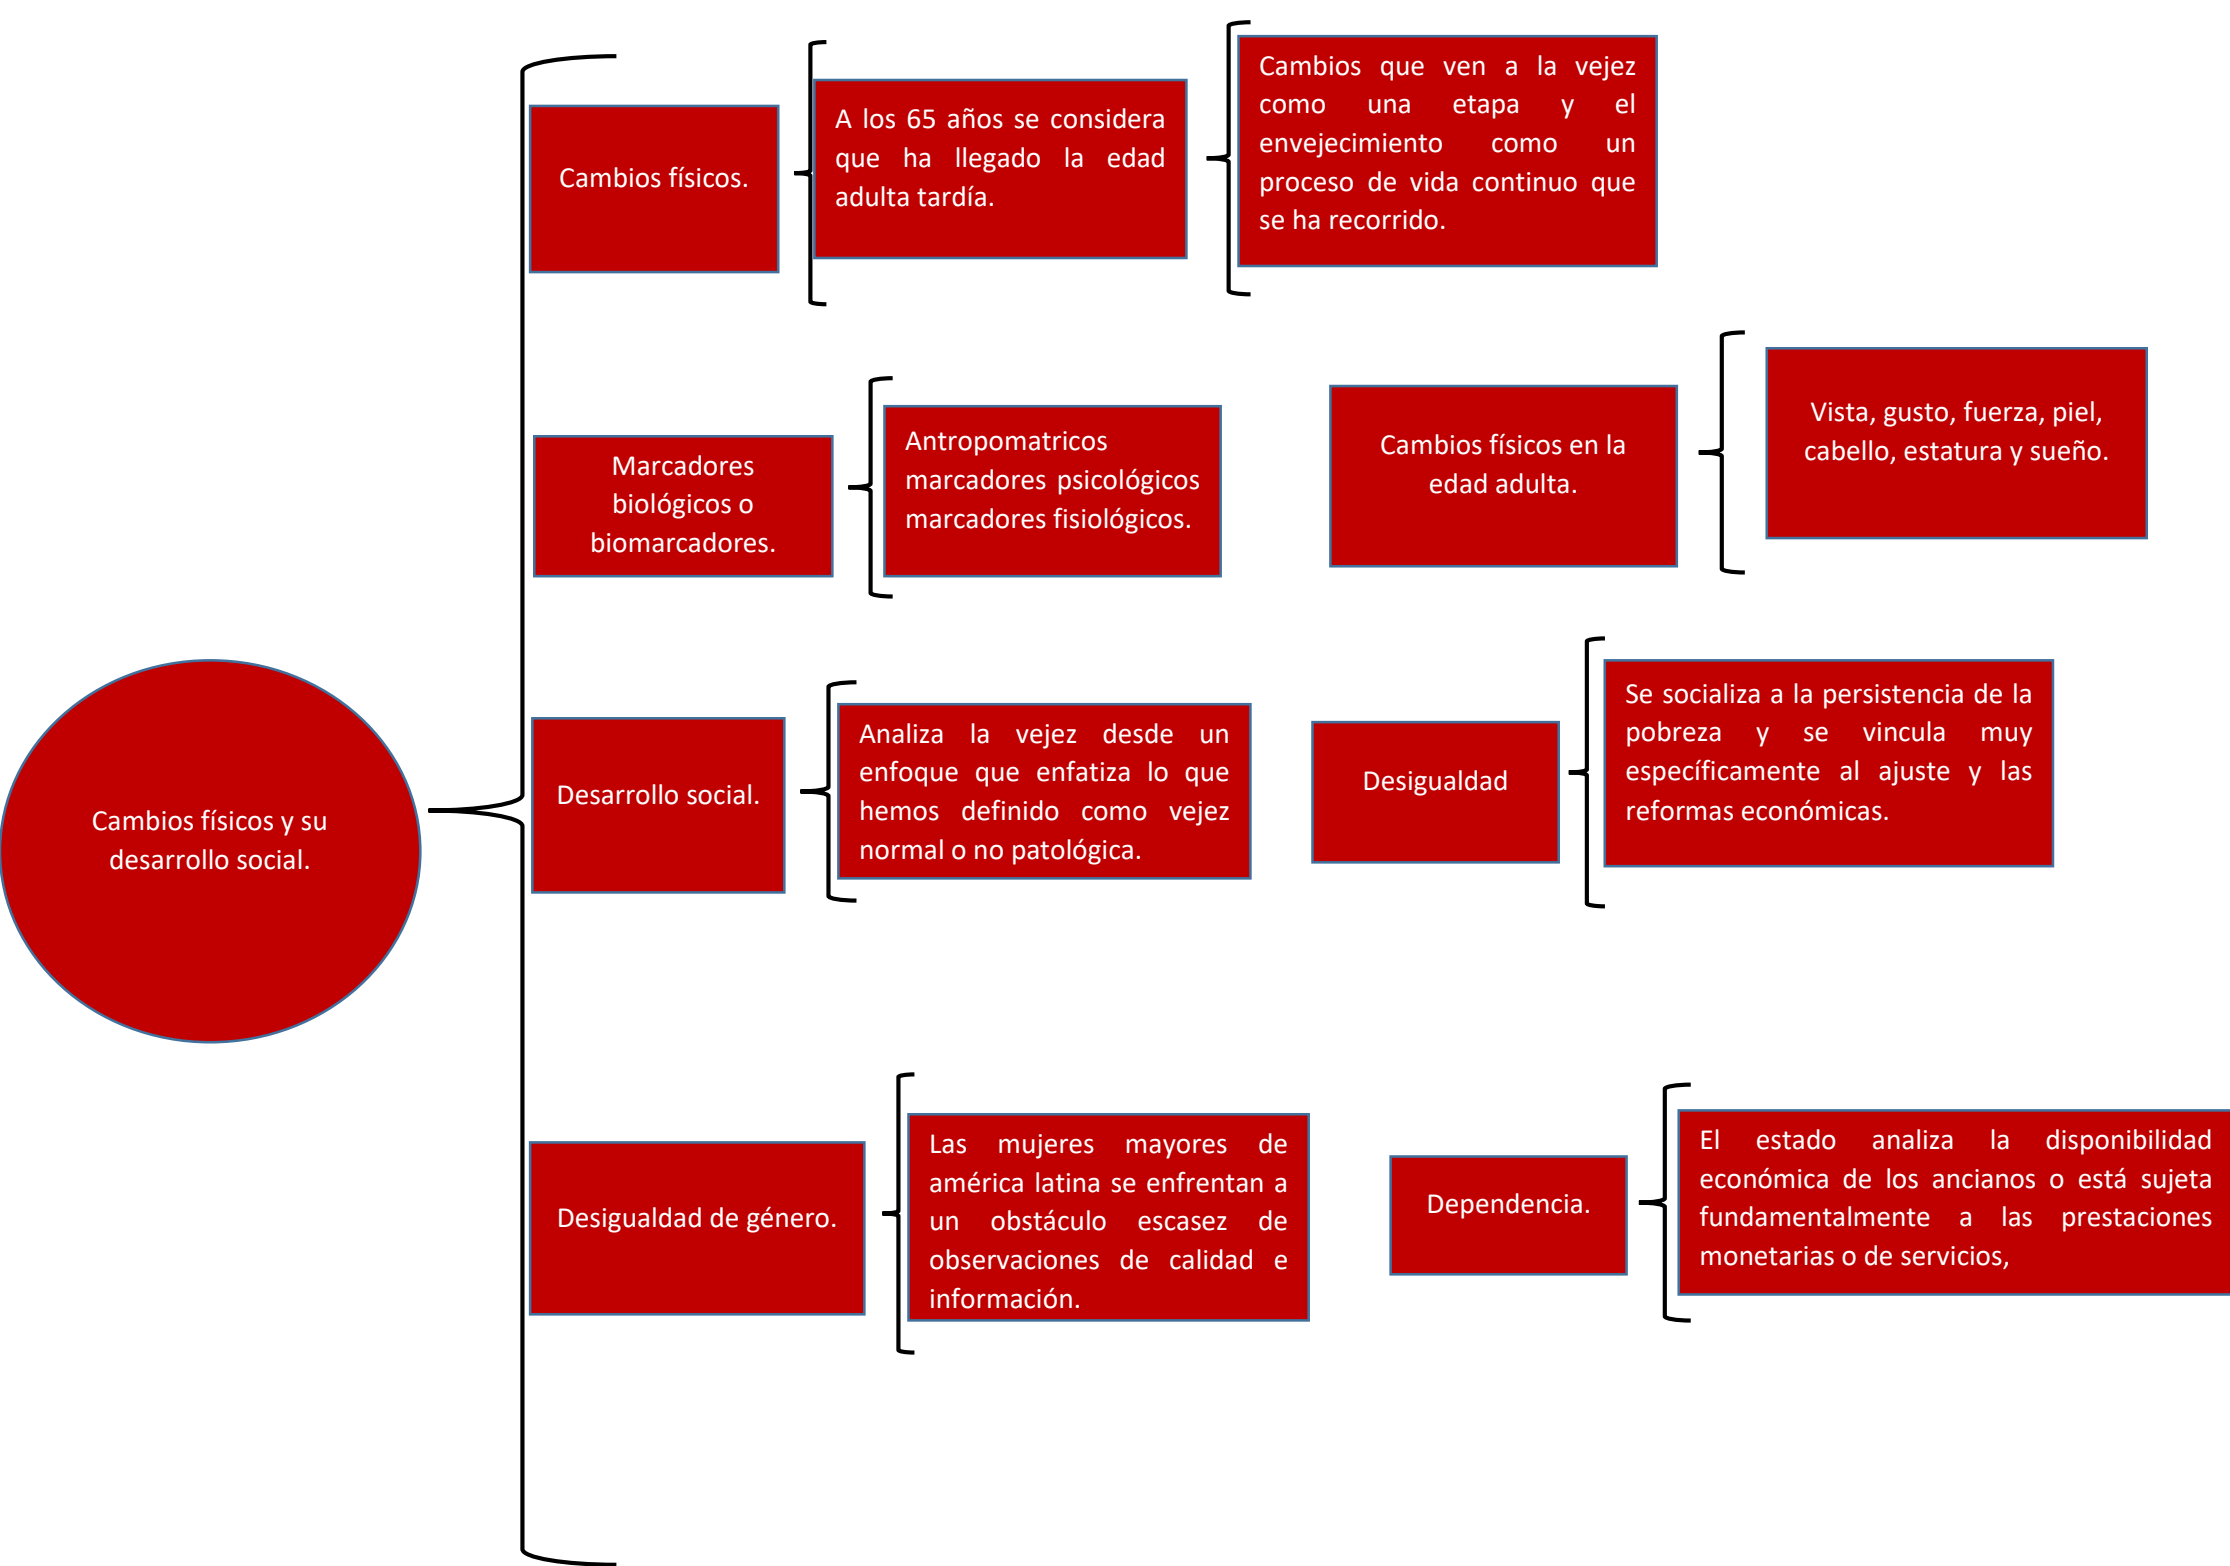 Cambios físicos y su
desarrollo social.
Cambios físicos.
A los 65 años se considera
que ha llegado la edad
adulta tardía.
Cambios que ven a la vejez
como una etapa y el
envejecimiento como un
proceso de vida continuo que
se ha recorrido.
Marcadores
biológicos o
biomarcadores.
Antropomatricos
marcadores psicológicos
marcadores fisiológicos.
Cambios físicos en la
edad adulta.
Vista, gusto, fuerza, piel,
cabello, estatura y sueño.
Desarrollo social.
Analiza la vejez desde un
enfoque que enfatiza lo que
hemos definido como vejez
normal o no patológica.
Desigualdad
Se socializa a la persistencia de la
pobreza y se vincula muy
específicamente al ajuste y las
reformas económicas.
Desigualdad de género.
Las mujeres mayores de
américa latina se enfrentan a
un obstáculo escasez de
observaciones de calidad e
información.
Dependencia.
El estado analiza la disponibilidad
económica de los ancianos o está sujeta
fundamentalmente a las prestaciones
monetarias o de servicios,